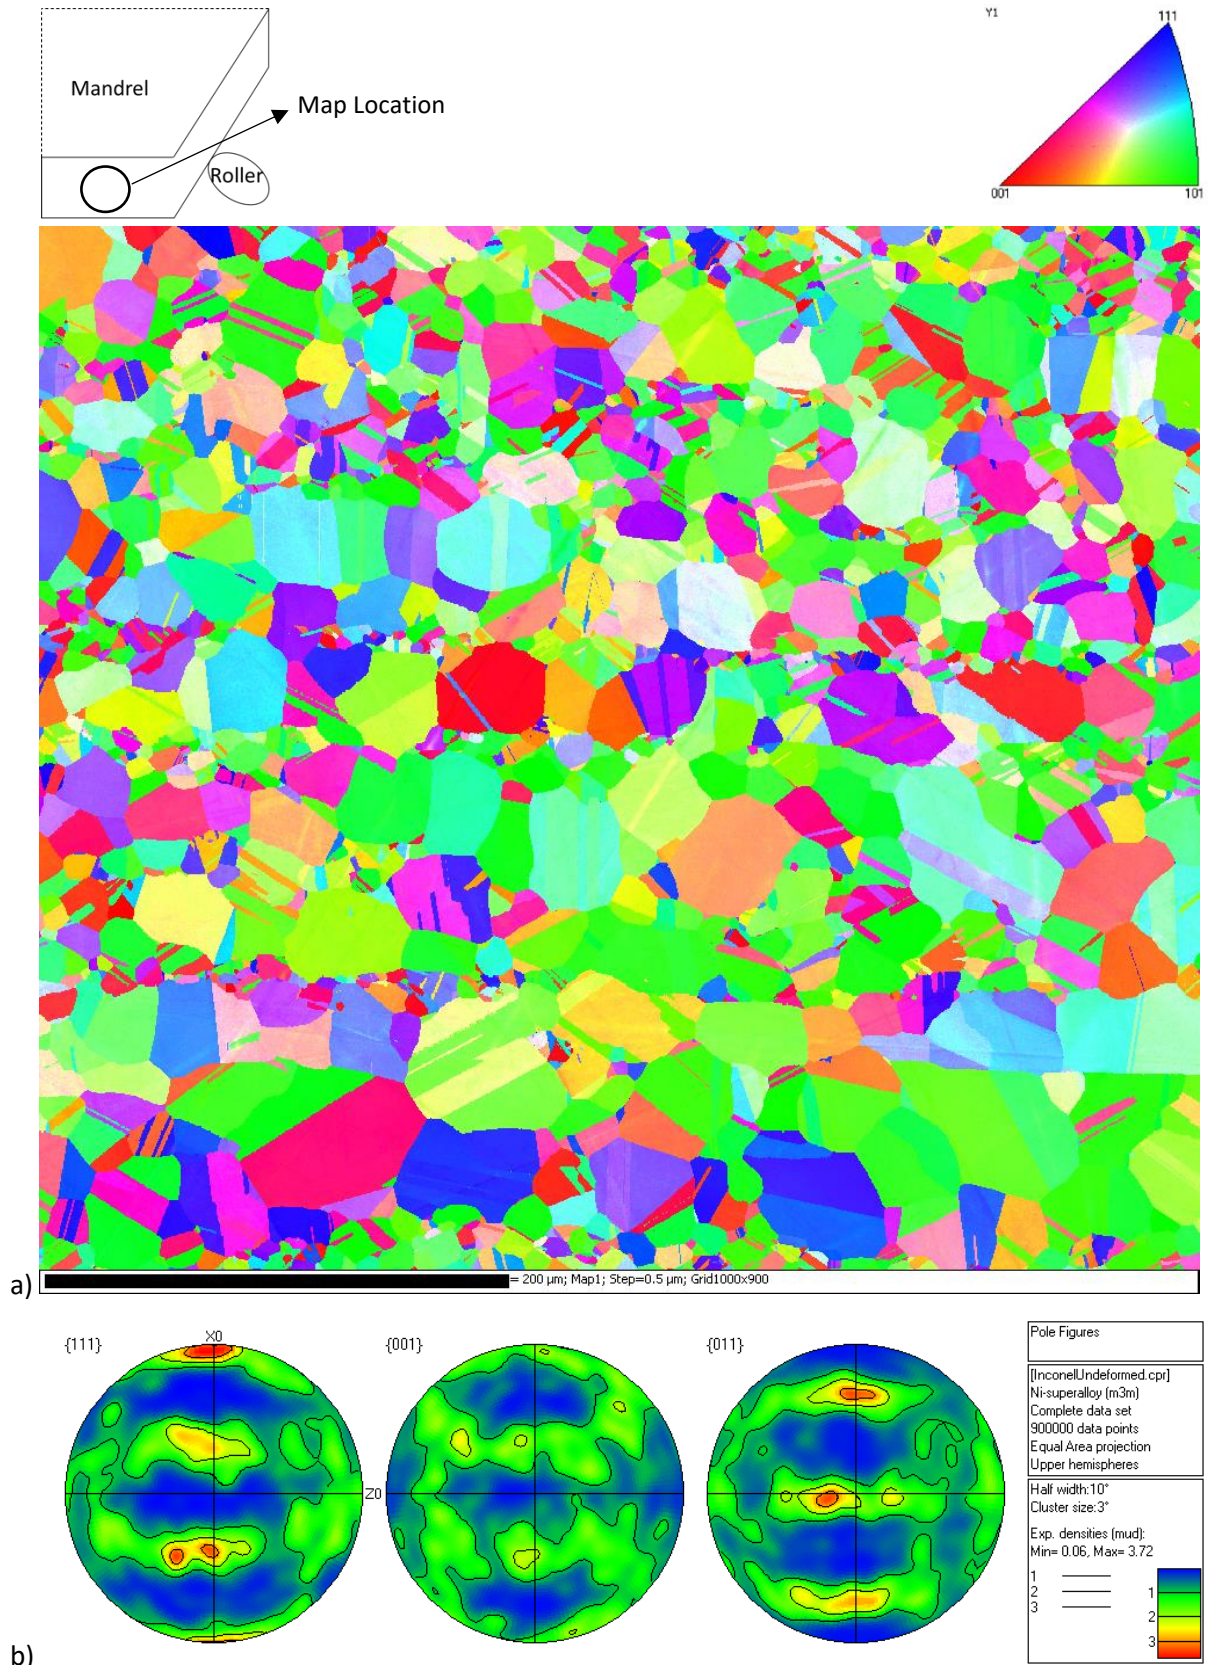 Y1
111
Mandrel
Map Location
Roller
001
101
a)
= 200 µm; Map1; Step=0.5 µm; Grid1000x900
{111}
X0
{001}
{011}
Z0
Pole Figures
[InconelUndeformed.cpr]
Ni-superalloy (m3m)
Complete data set
900000 data points
Equal Area projection
Upper hemispheres
Half width:10°
Cluster size:3°
Exp. densities (mud):
Min= 0.06, Max= 3.72
1
2
3
1
2
3
b)